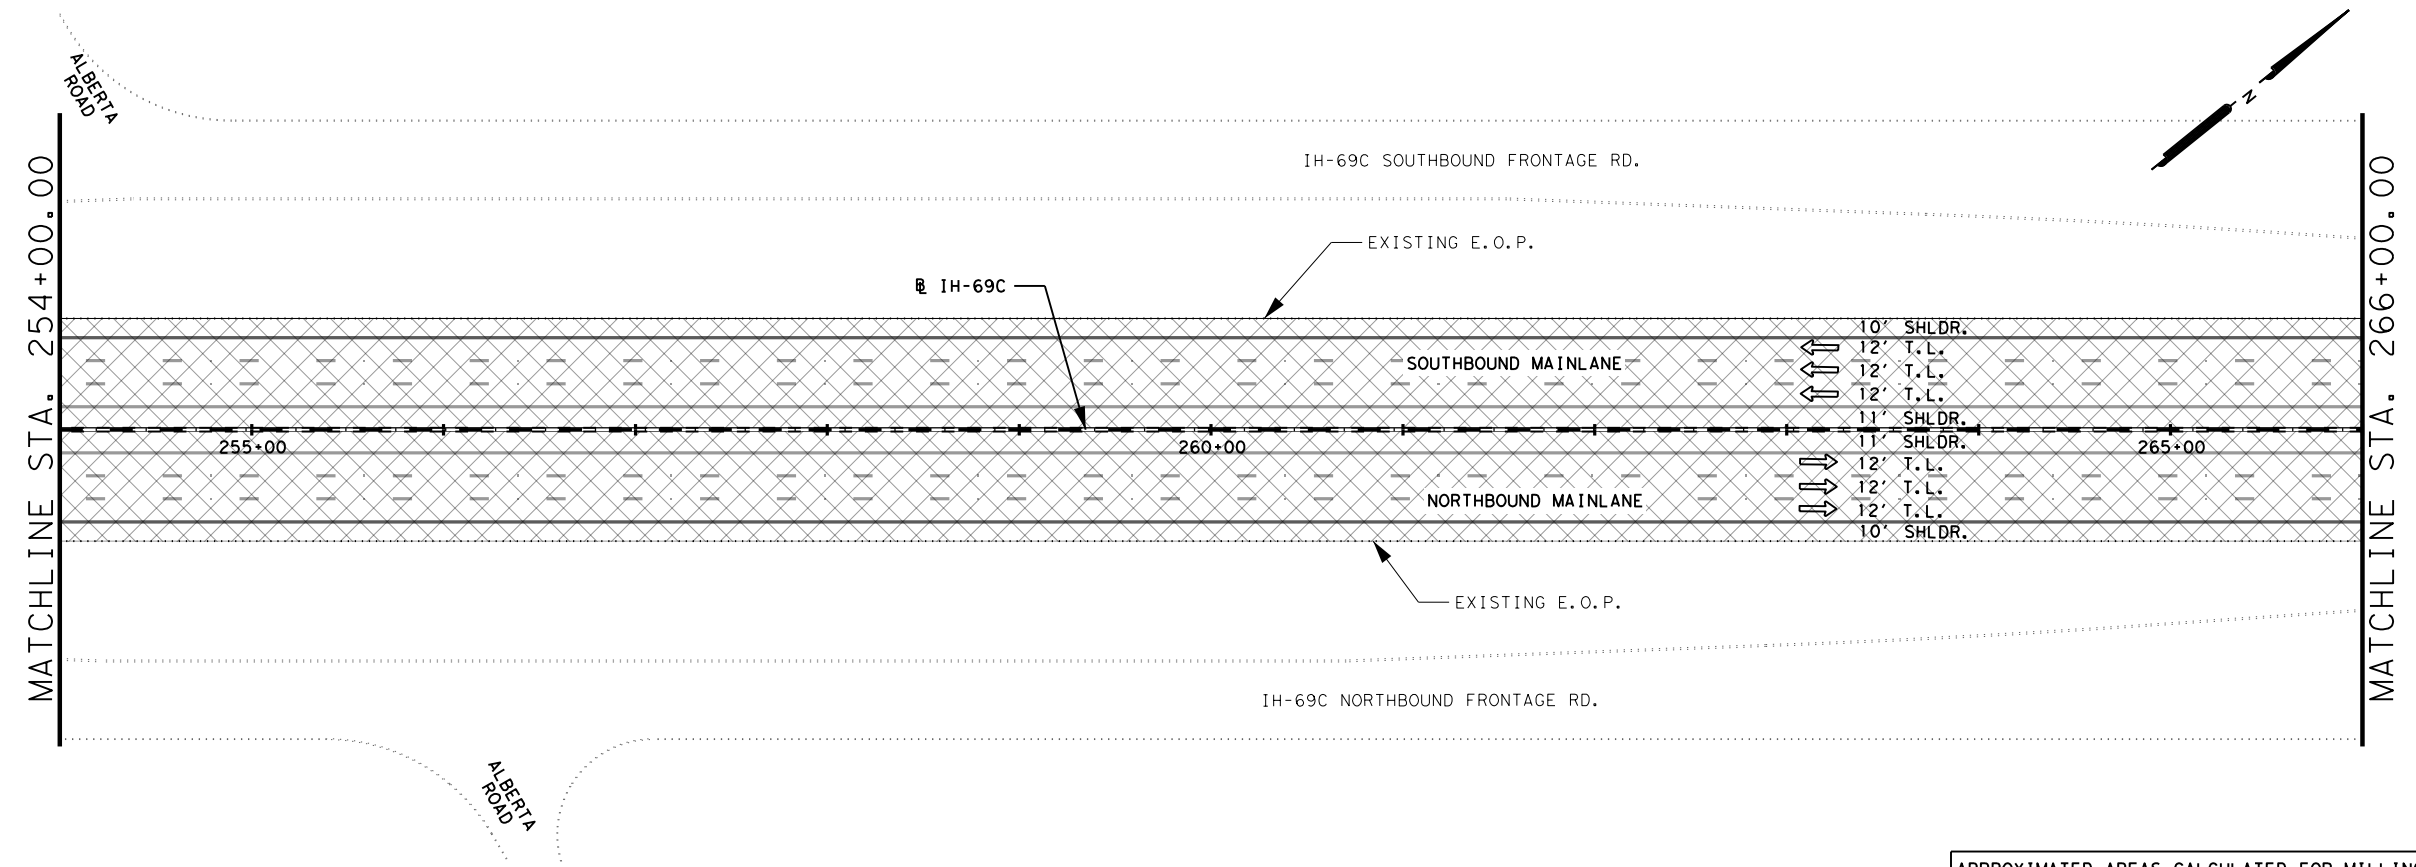 ALBERTA
ROAD
N
MATCHLINE STA. 254+00.00
MATCHLINE STA. 266+00.00
IH-69C SOUTHBOUND FRONTAGE RD.
EXISTING E.O.P.
BL IH-69C
10' SHLDR.
12' T.L.
SOUTHBOUND MAINLANE
12' T.L.
12' T.L.
11' SHLDR.
11' SHLDR.
255+00
260+00
265+00
12' T.L.
12' T.L.
NORTHBOUND MAINLANE
12' T.L.
10' SHLDR.
EXISTING E.O.P.
IH-69C NORTHBOUND FRONTAGE RD.
ALBERTA
ROAD